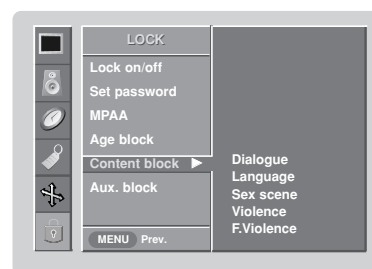 LOCK
Lock on/off
Set password
MPAA
Age block
Content block ▶
Aux. block
MENU Prev.
Dialogue
Language
Sex scene
Violence
F.Violence